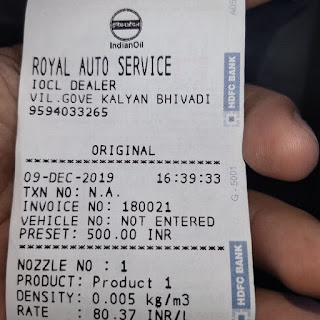 IndianOil
ROYAL AUTO SERVICE
IOCL DEALER
VIL.GOVE KALYAN BHIVADI
9594033265
ORIGINAL
09-DEC-2019 16:39:33
TXN NO: N.A.
INVOICE NO: 180021
VEHICLE NO: NOT ENTERED
PRESET: 500.00 INR
NOZZLE NO : 1
PRODUCT: Product 1
DENSITY: 0.005 kg/m3
RATE : 80.37 INR/L
HDFC BANK
G - 5001
HDFC BANK